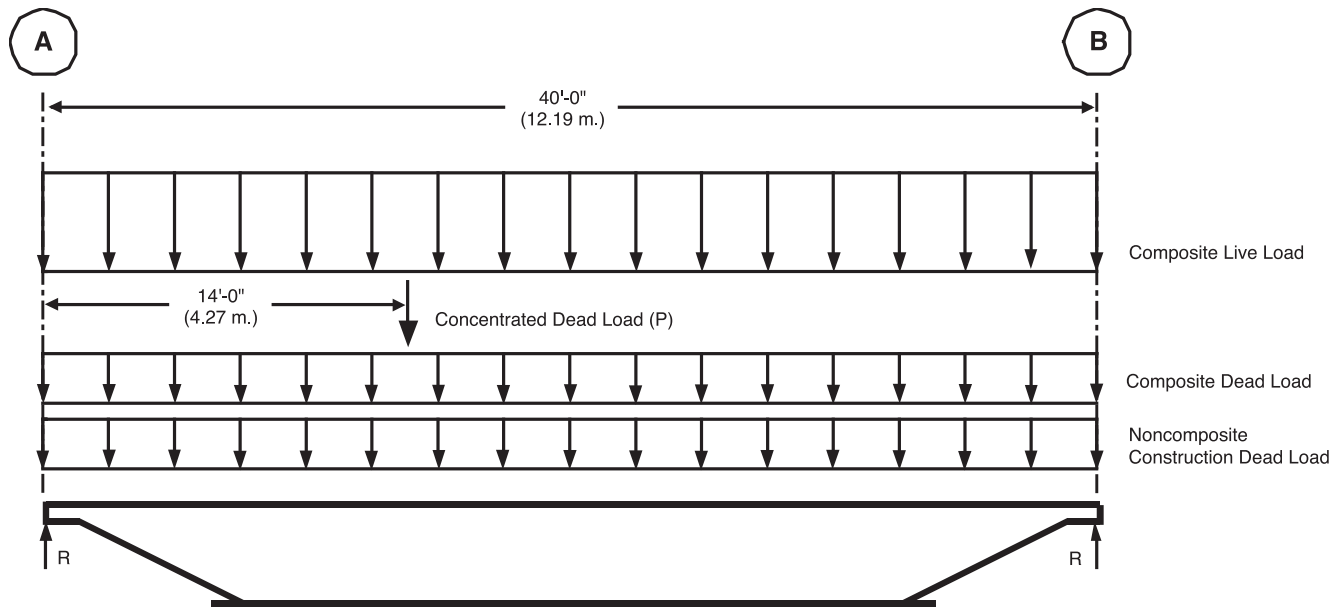 A
B
40'-0"
(12.19 m.)
Composite Live Load
14'-0"
(4.27 m.)
Concentrated Dead Load (P)
Composite Dead Load
Noncomposite
Construction Dead Load
R
R